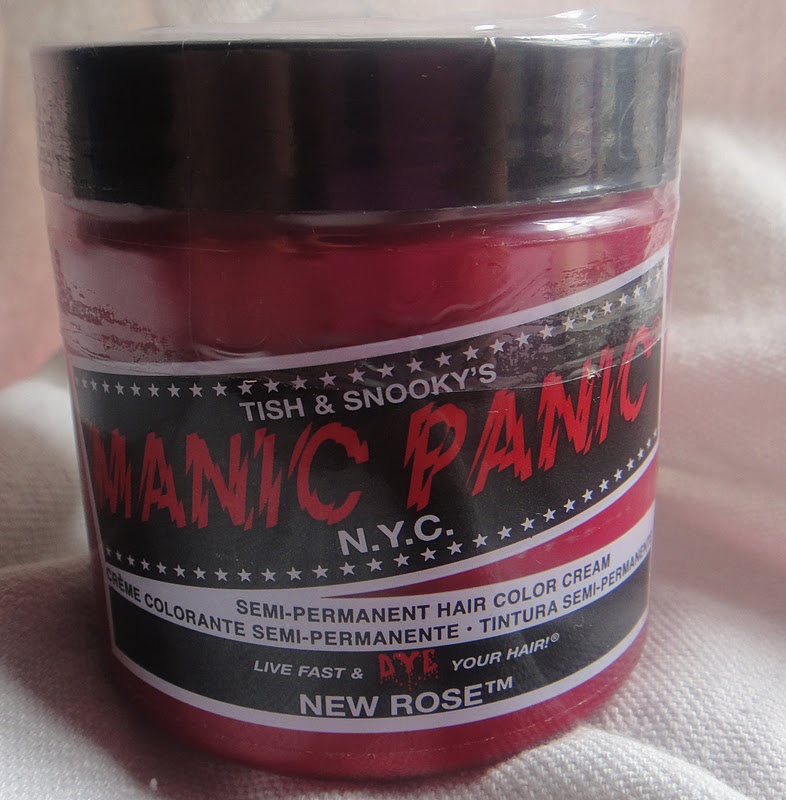 TISH & SNOOKY'S
MANIC PANIC
N.Y.C.
SEMI-PERMANENT HAIR COLOR CREAM
CRÈME COLORANTE SEMI-PERMANENTE • TINTURA SEMI-PERMANENTE
LIVE FAST & DYE YOUR HAIR!®
NEW ROSE™